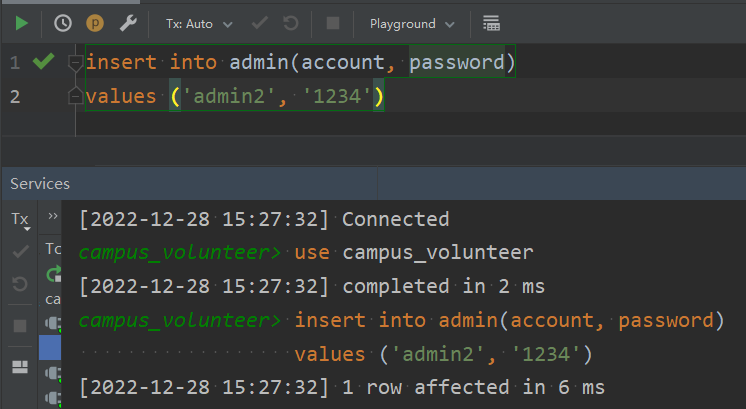 Tx: Auto
Playground
1 insert into admin(account, password)
2 values ('admin2', '1234')
Services
Tx
[2022-12-28 15:27:32] Connected
To
campus_volunteer> use campus_volunteer
[2022-12-28 15:27:32] completed in 2 ms
ca
campus_volunteer> insert into admin(account, password)
values ('admin2', '1234')
[2022-12-28 15:27:32] 1 row affected in 6 ms